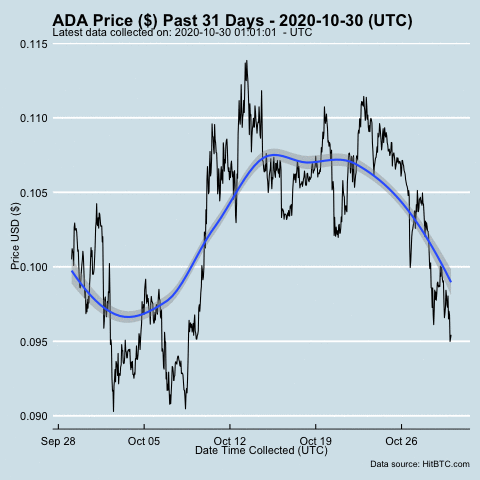 ADA Price ($) Past 31 Days - 2020-10-30 (UTC)
Latest data collected on: 2020-10-30 01:01:01 - UTC
0.115
0.110
0.105
0.100
0.095
0.090
Price USD ($)
Sep 28 Oct 05 Oct 12 Oct 19 Oct 26
Date Time Collected (UTC)
Data source: HitBTC.com